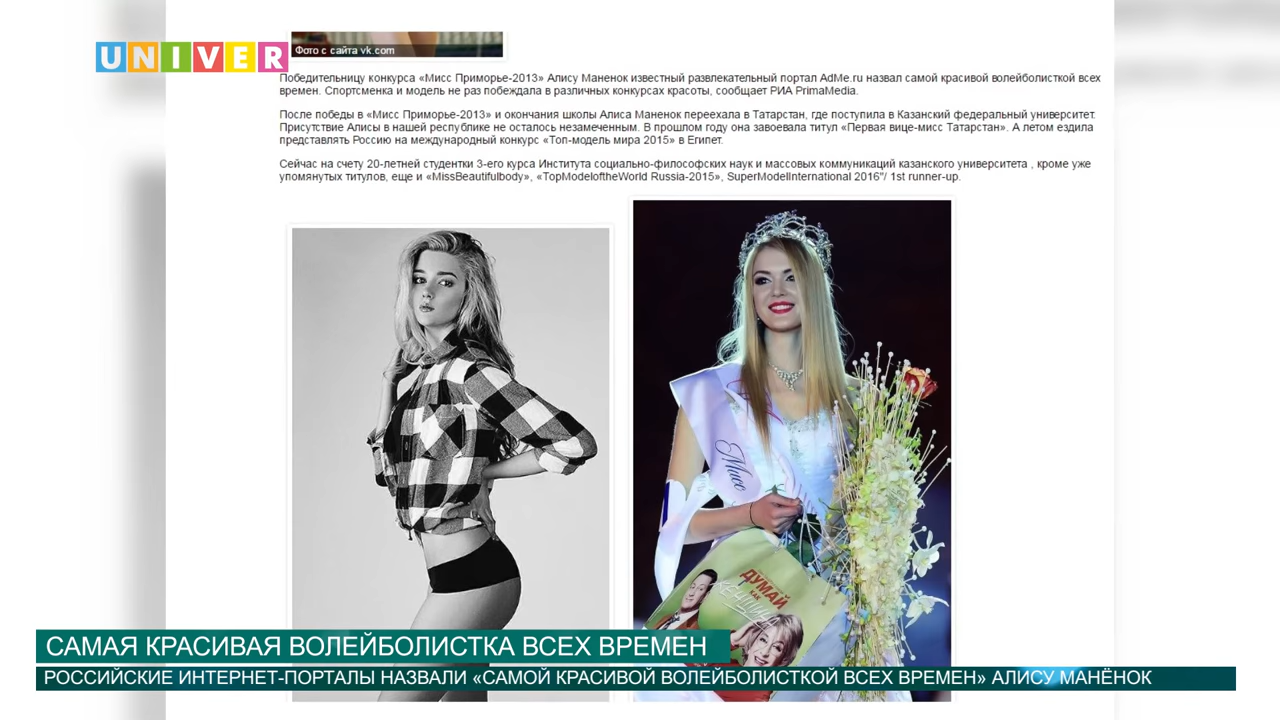 Фото с сайта vk.com
UNIVER
Победительницу конкурса «Мисс Приморье-2013» Алису Маненок известный развлекательный портал AdMe.ru назвал самой красивой волейболисткой всех
времен. Спортсменка и модель не раз побеждала в различных конкурсах красоты, сообщает РИА PrimaMedia.
После победы в «Мисс Приморье-2013» и окончания школы Алиса Маненок переехала в Татарстан, где поступила в Казанский федеральный университет.
Присутствие Алисы в нашей республике не осталось незамеченным. В прошлом году она завоевала титул «Первая вице-мисс Татарстан». А летом ездила
представлять Россию на международный конкурс «Топ-модель мира 2015» в Египет.
Сейчас на счету 20-летней студентки 3-его курса Института социально-философских наук и массовых коммуникаций казанского университета , кроме уже
упомянутых титулов, еще и «MissBeautifulbody», «TopModeloftheWorld Russia-2015», SuperModelInternational 2016"/ 1st runner-up.
Мисс
ДУМАЙ
КАК
ЖЕНЩИНА
САМАЯ КРАСИВАЯ ВОЛЕЙБОЛИСТКА ВСЕХ ВРЕМЕН
РОССИЙСКИЕ ИНТЕРНЕТ-ПОРТАЛЫ НАЗВАЛИ «САМОЙ КРАСИВОЙ ВОЛЕЙБОЛИСТКОЙ ВСЕХ ВРЕМЕН» АЛИСУ МАНЁНОК